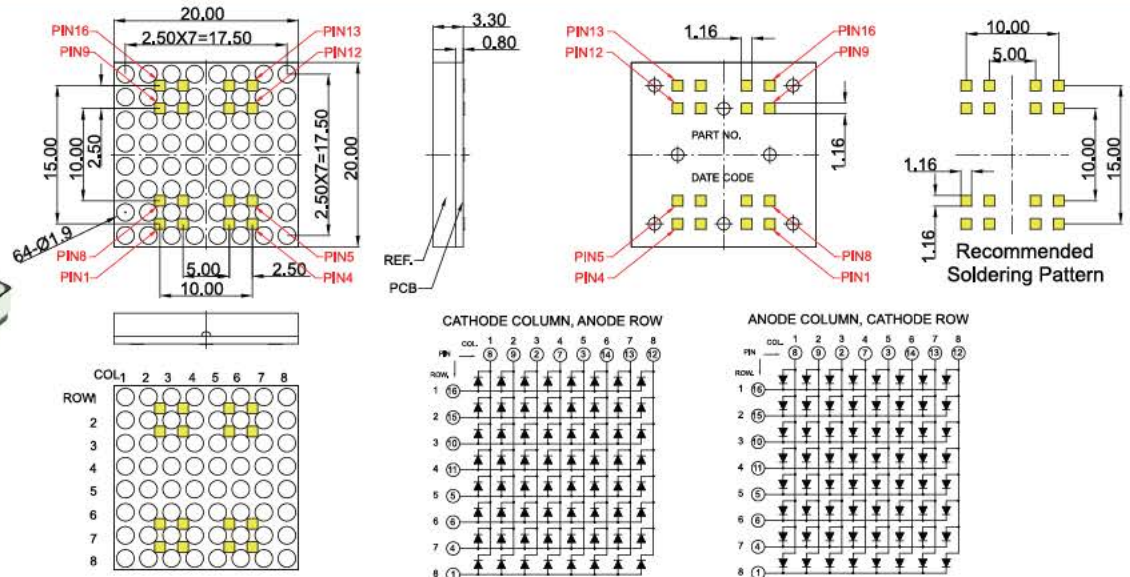 20.00
2.50X7=17.50
PIN16
PIN9
PIN13
PIN12
15.00
10.00
2.50
2.50X7=17.50
20.00
64-Ø1.9
PIN8
PIN1
PIN5
PIN4
5.00
2.50
10.00
3.30
0.80
REF.
PCB
PIN13
PIN12
1.16
PIN16
PIN9
PART NO.
DATE CODE
1.16
PIN5
PIN4
PIN8
PIN1
10.00
5.00
1.16
1.16
10.00
15.00
Recommended
Soldering Pattern
COL 1 2 3 4 5 6 7 8
ROW 1
2
3
4
5
6
7
8
CATHODE COLUMN, ANODE ROW
COL. 1 2 3 4 5 6 7 8
PIN 8 9 2 7 3 14 13 12
ROW.
1 16
2 15
3 10
4 11
5 5
6 6
7 4
8 1
ANODE COLUMN, CATHODE ROW
COL. 1 2 3 4 5 6 7 8
PIN 8 9 2 7 3 14 13 12
ROW.
1 16
2 15
3 10
4 11
5 5
6 6
7 4
8 1